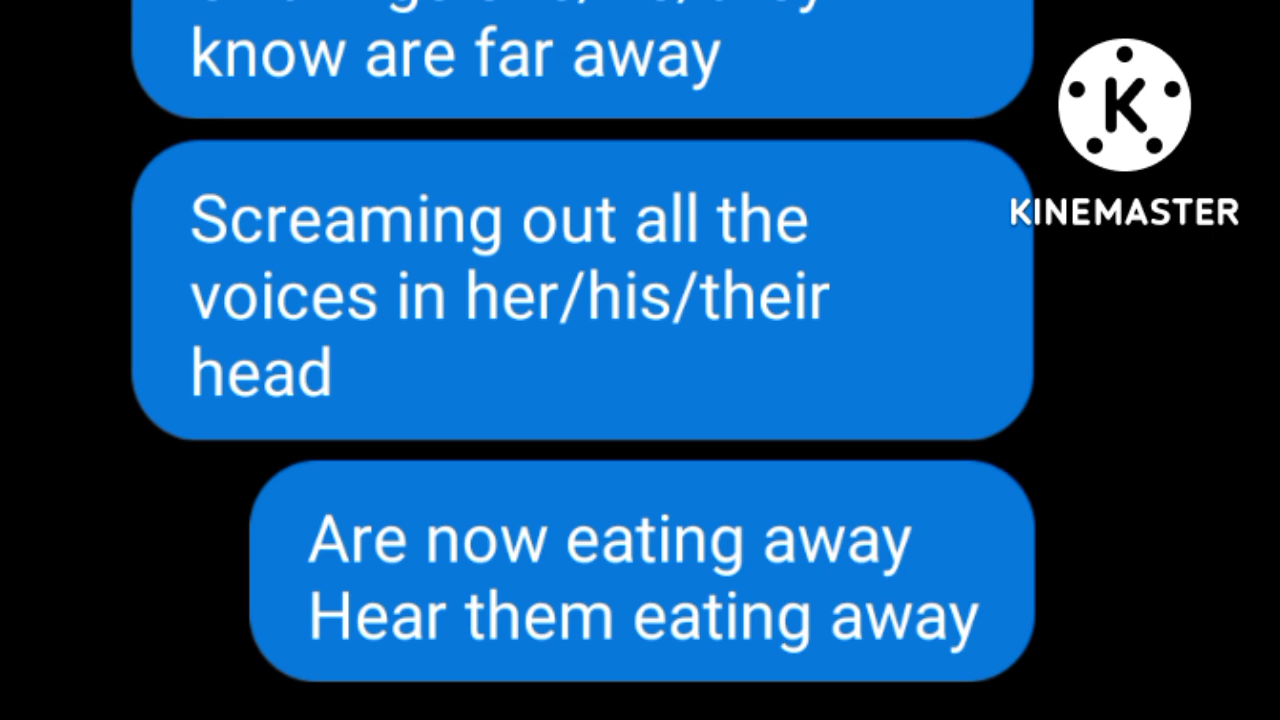 know are far away
Screaming out all the
voices in her/his/their
head
Are now eating away
Hear them eating away
K
KINEMASTER